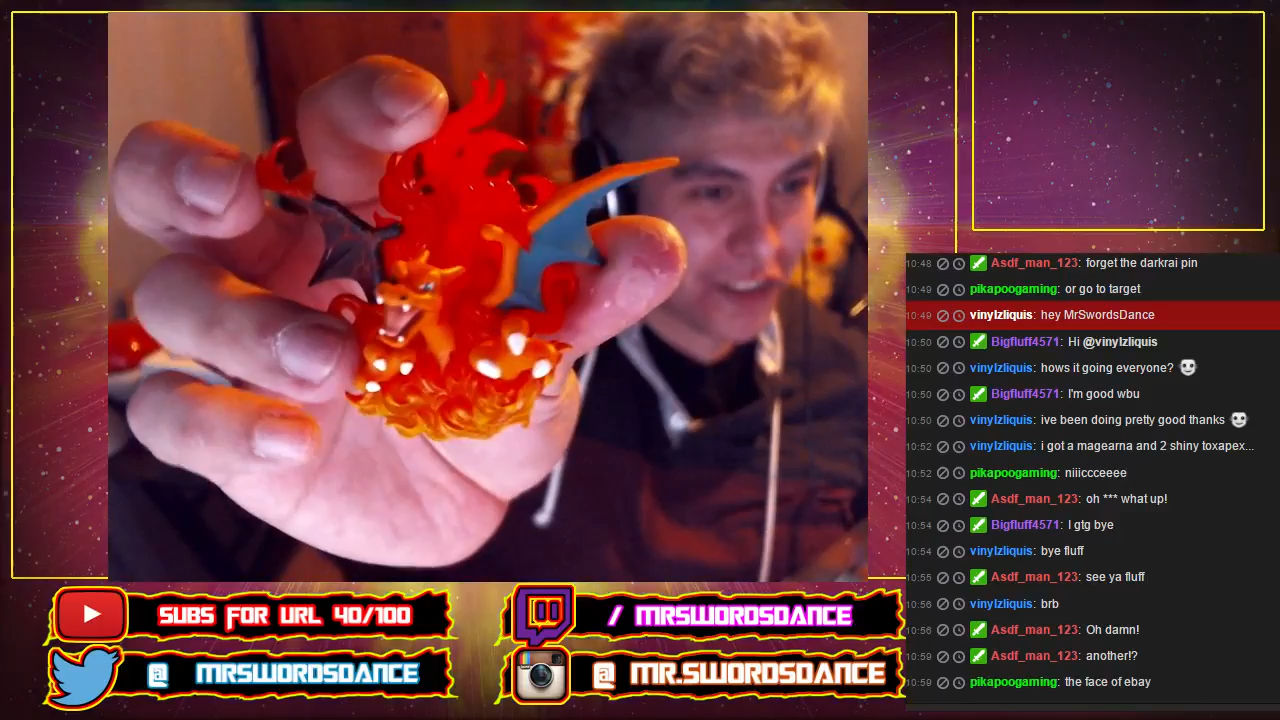 10:48 Asdf_man_123: forget the darkrai pin
10:49 pikapoogaming: or go to target
10:49 vinylzliquis: hey MrSwordsDance
10:50 Bigfluff4571: Hi @vinylzliquis
10:50 vinylzliquis: hows it going everyone?
10:50 Bigfluff4571: I'm good wbu
10:50 vinylzliquis: ive been doing pretty good thanks
10:52 vinylzliquis: i got a magearna and 2 shiny toxapex...
10:52 pikapoogaming: niiiccceeee
10:54 Asdf_man_123: oh *** what up!
10:54 Bigfluff4571: I gtg bye
10:54 vinylzliquis: bye fluff
10:55 Asdf_man_123: see ya fluff
10:56 vinylzliquis: brb
10:56 Asdf_man_123: Oh damn!
10:59 Asdf_man_123: another!?
10:59 pikapoogaming: the face of ebay
SUBS FOR URL 40/100
/ MRSWORDSDANCE
@ MRSWORDSDANCE
@ MR.SWORDSDANCE